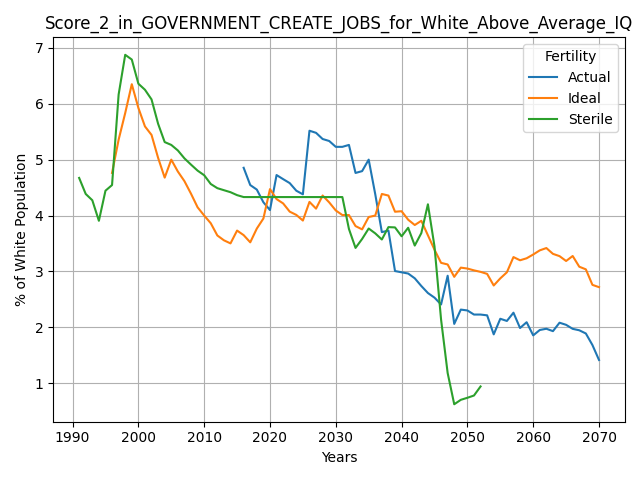 Score_2_in_GOVERNMENT_CREATE_JOBS_for_White_Above_Average_IQ
Fertility
Actual
Ideal
Sterile
% of White Population
7
6
5
4
3
2
1
1990 2000 2010 2020 2030 2040 2050 2060 2070
Years